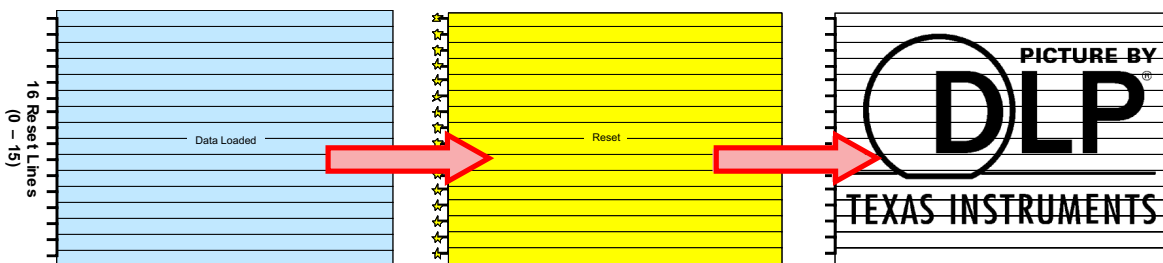 16 Reset Lines
(0 – 15)
Data Loaded
Reset
PICTURE BY
DLP®
TEXAS INSTRUMENTS